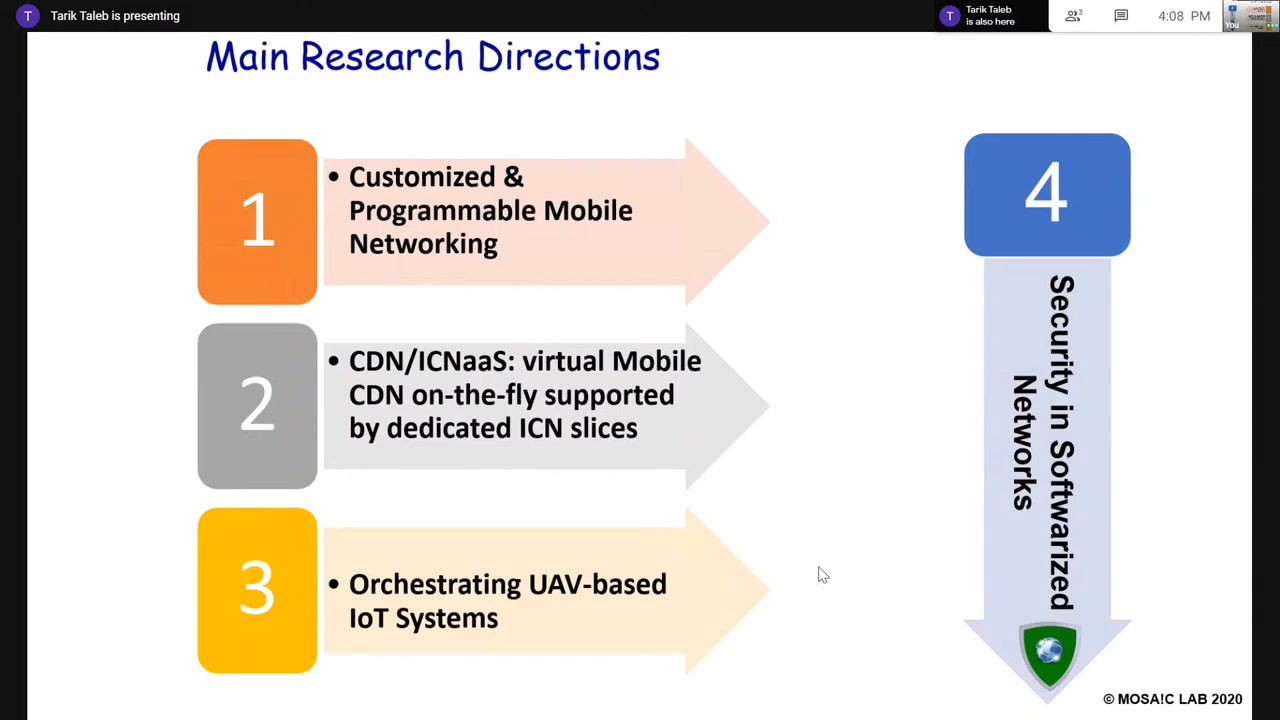 T
Tarik Taleb is presenting
T
Tarik Taleb
is also here
3
4:08 PM
You
Main Research Directions
1
• Customized &
Programmable Mobile
Networking
2
• CDN/ICNaaS: virtual Mobile
CDN on-the-fly supported
by dedicated ICN slices
3
• Orchestrating UAV-based
IoT Systems
4
Security in Softwarized
Networks
© MOSA!C LAB 2020